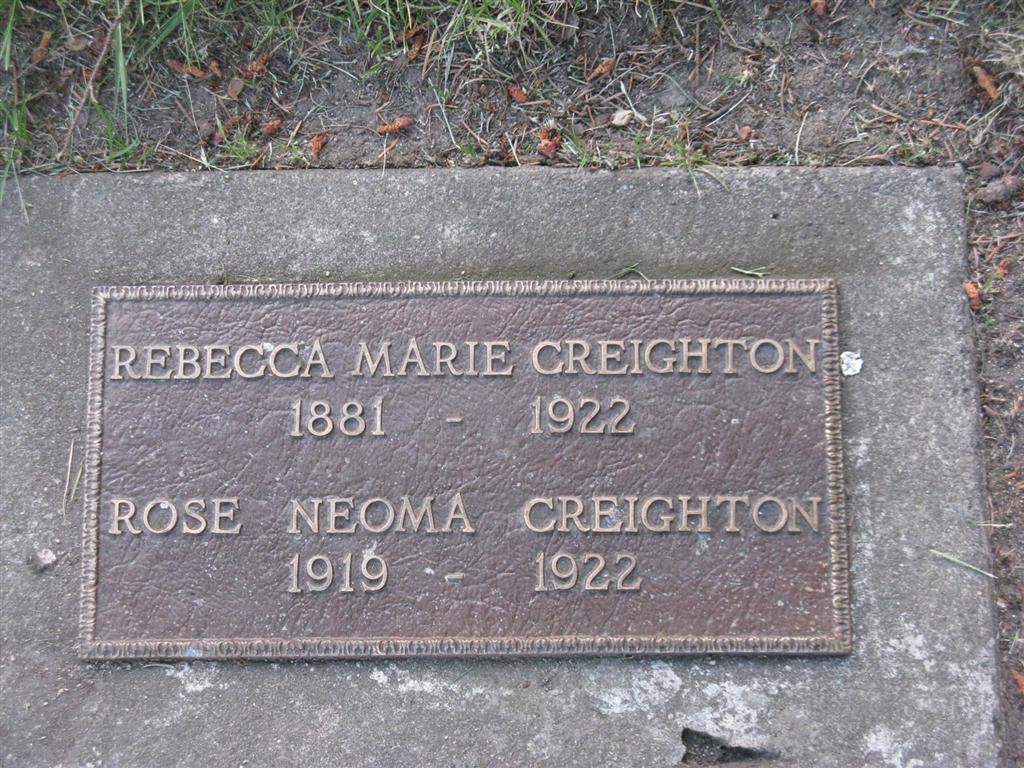 REBECCA MARIE CREIGHTON
1881 - 1922
ROSE NEOMA CREIGHTON
1919 - 1922